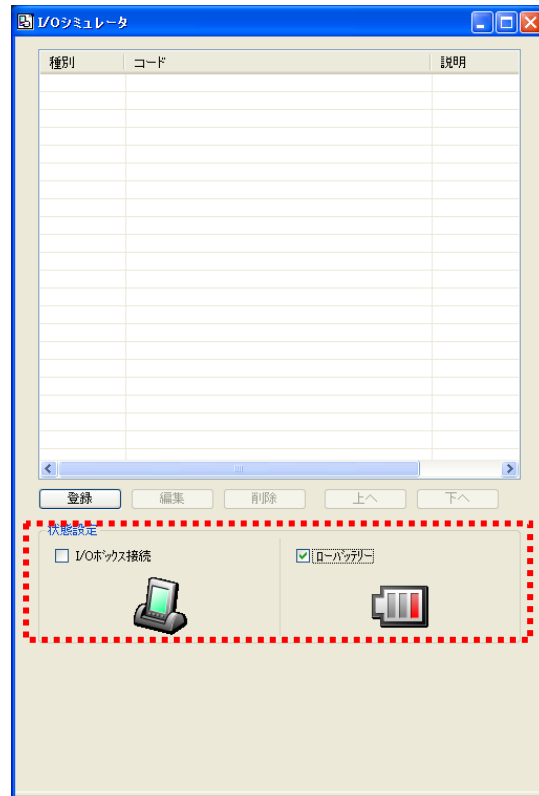 I/Oシミュレータ
種別 コード 説明
登録 編集 削除 上へ 下へ
状態設定
I/Oボックス接続 ローバッテリー